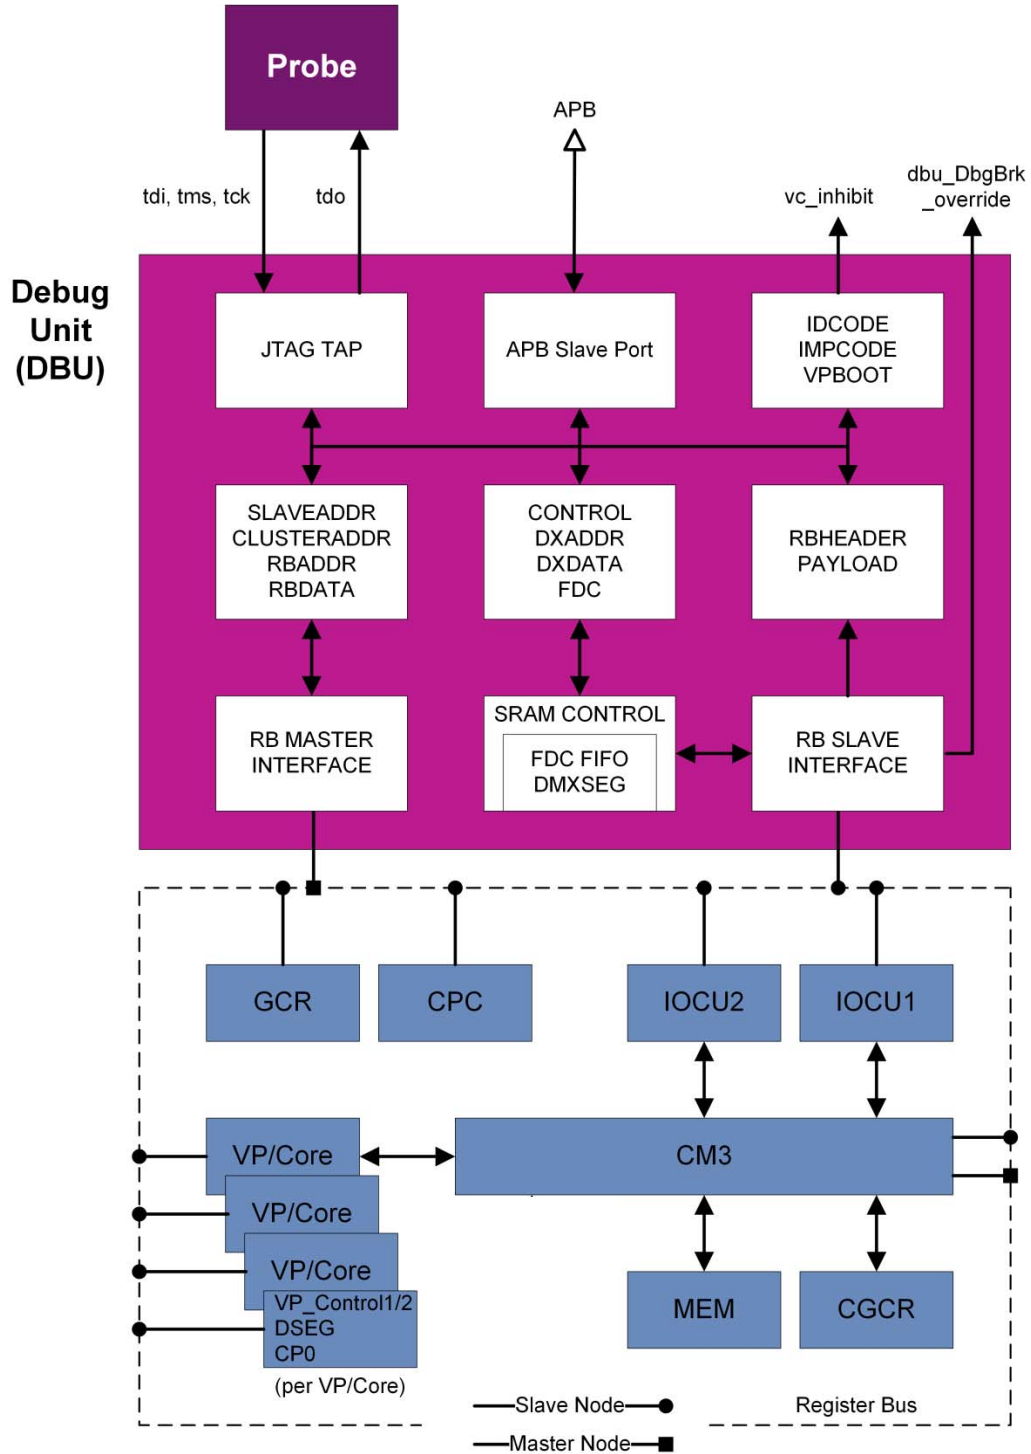 Probe
APB
tdi, tms, tck
tdo
vc_inhibit
dbu_DbgBrk
_override
Debug
Unit
(DBU)
JTAG TAP
APB Slave Port
IDCODE
IMPCODE
VPBOOT
SLAVEADDR
CLUSTERADDR
RBADDR
RBDATA
CONTROL
DXADDR
DXDATA
FDC
RBHEADER
PAYLOAD
RB MASTER
INTERFACE
SRAM CONTROL
FDC FIFO
DMXSEG
RB SLAVE
INTERFACE
GCR
CPC
IOCU2
IOCU1
VP/Core
CM3
VP/Core
VP/Core
VP_Control1/2
DSEG
CP0
(per VP/Core)
MEM
CGCR
Slave Node
Register Bus
Master Node